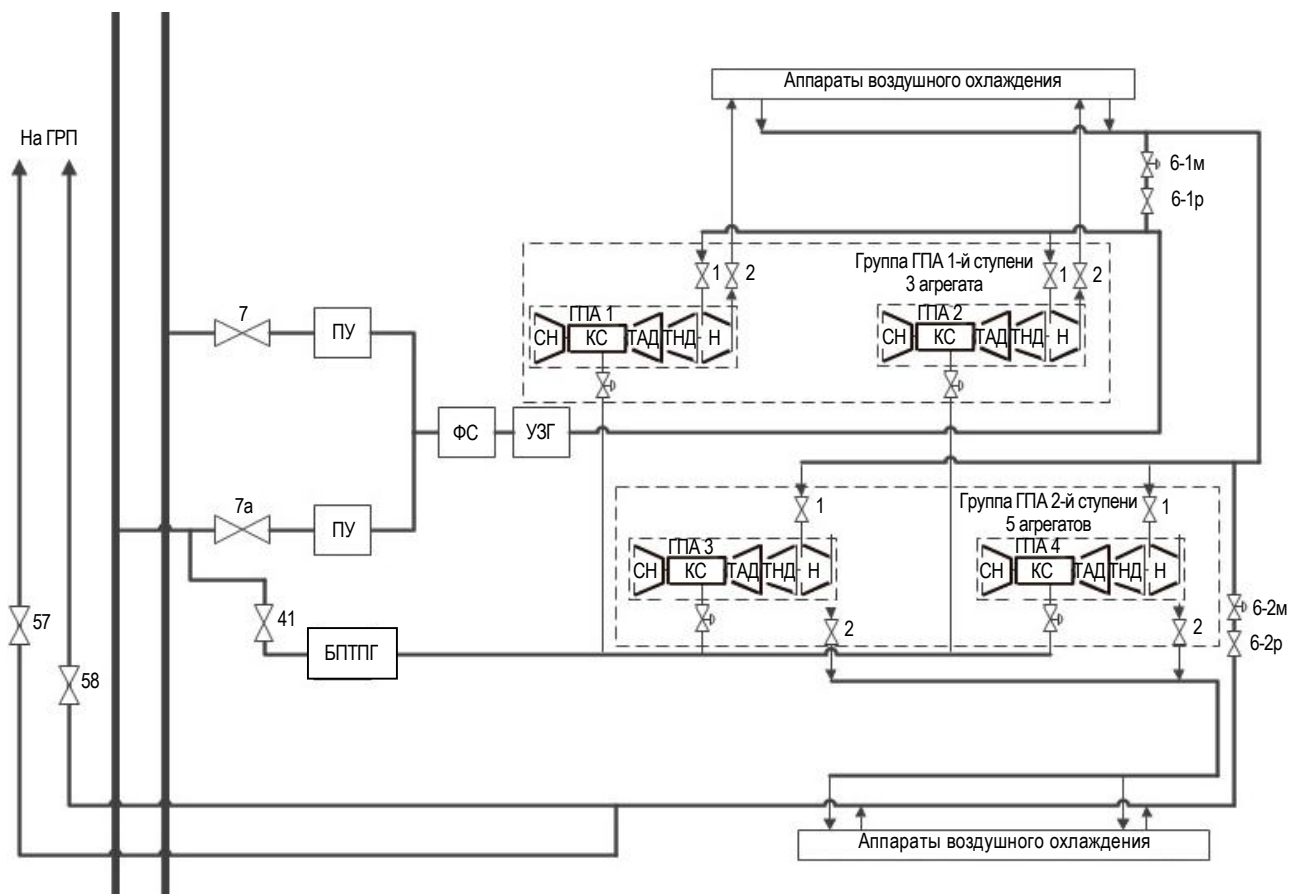 Аппараты воздушного охлаждения
На ГРП
6-1м
6-1р
Группа ГПА 1-й ступени
3 агрегата
1
2
1
2
7
ПУ
ГПА 1
СН
КС
ТАД
ТНД
Н
ГПА 2
СН
КС
ТАД
ТНД
Н
ФС
УЗГ
7а
ПУ
Группа ГПА 2-й ступени
5 агрегатов
1
1
ГПА 3
СН
КС
ТАД
ТНД
Н
ГПА 4
СН
КС
ТАД
ТНД
Н
57
41
2
2
6-2м
6-2р
БПТПГ
58
Аппараты воздушного охлаждения